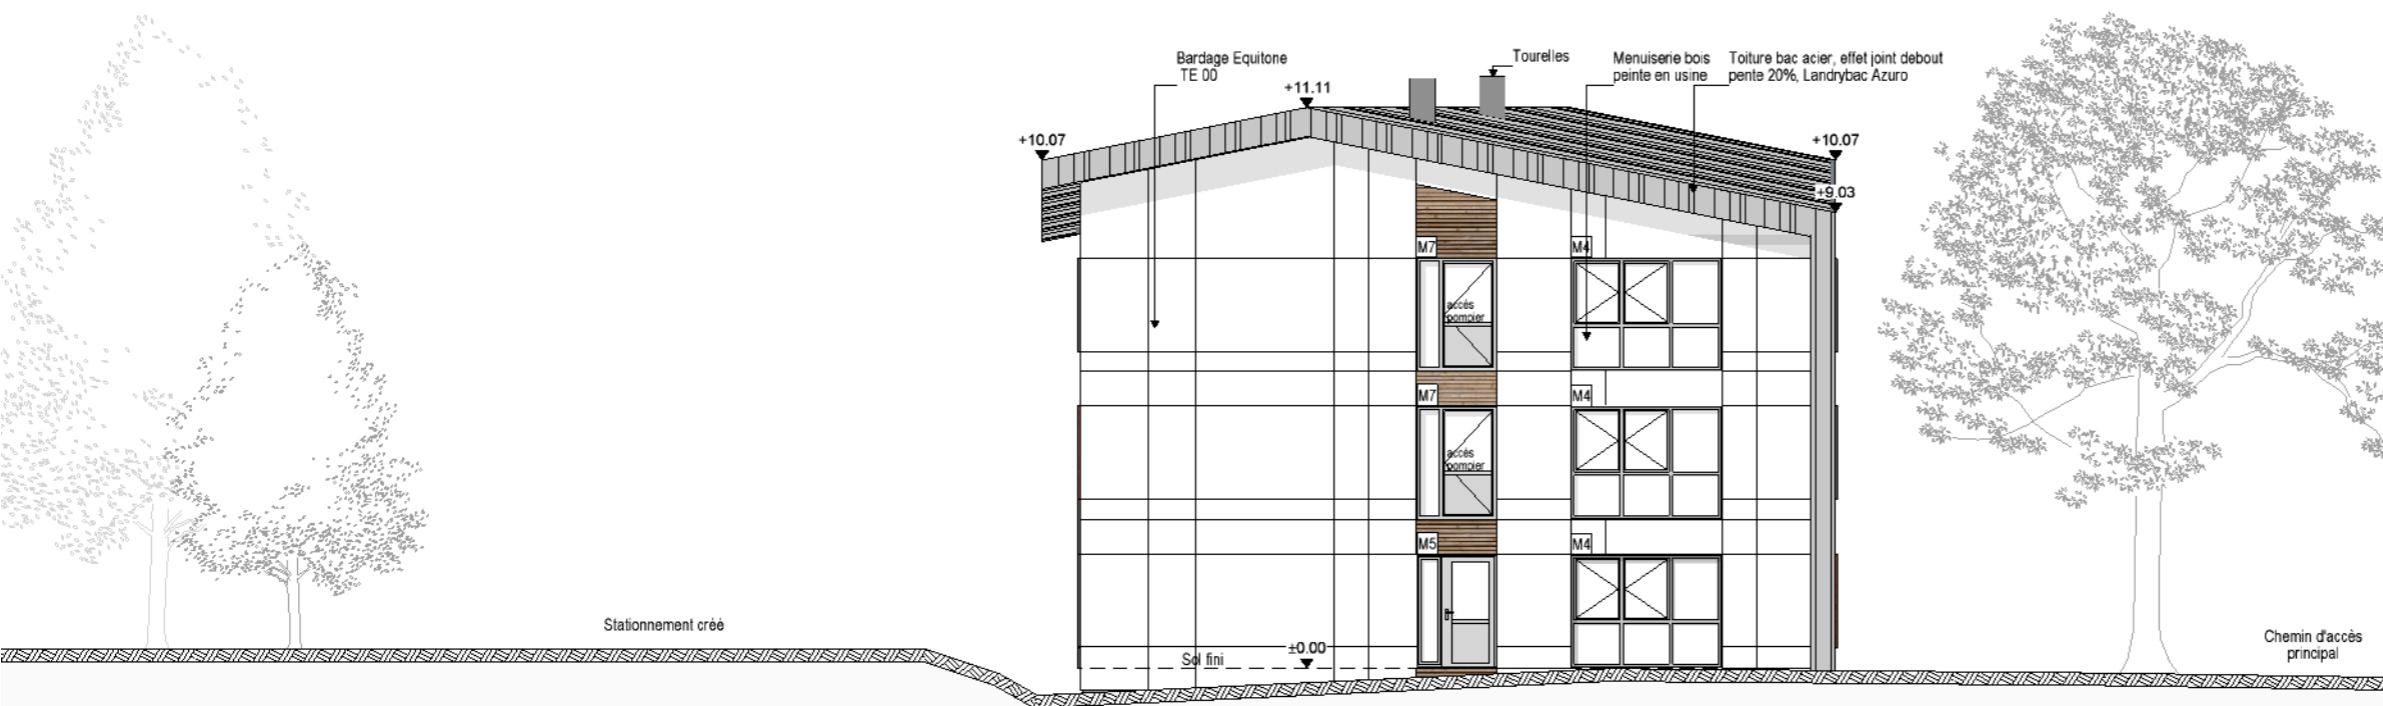 Bardage Equitone
TE 00
Tourelles
Menuiserie bois
peinte en usine
Toiture bac acier, effet joint debout
pente 20%, Landrybac Azuro
+11.11
+10.07
+10.07
+9.03
M7
M4
accès
pompier
M7
M4
accès
pompier
M5
M4
Stationnement créé
Sol fini
±0.00
Chemin d'accès
principal